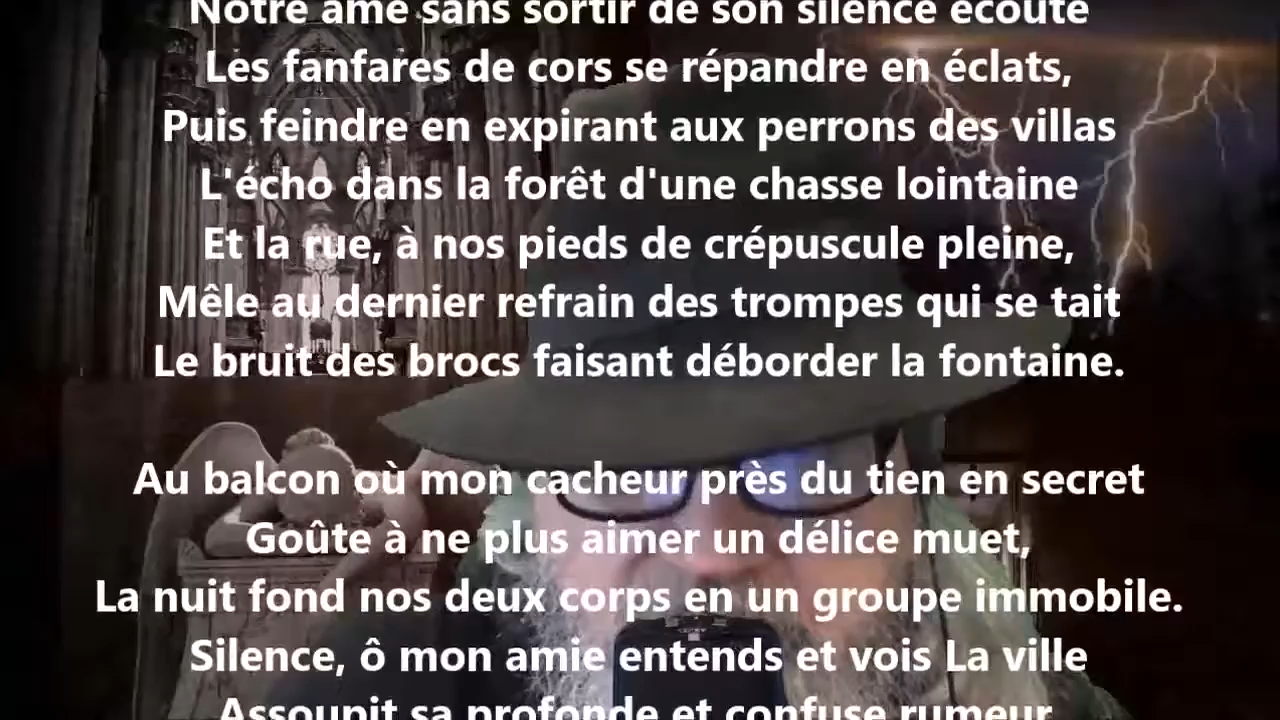 Notre âme sans sortir de son silence écoute
Les fanfares de cors se répandre en éclats,
Puis feindre en expirant aux perrons des villas
L'écho dans la forêt d'une chasse lointaine
Et la rue, à nos pieds de crépuscule pleine,
Mêle au dernier refrain des trompes qui se tait
Le bruit des brocs faisant déborder la fontaine.
Au balcon où mon cacheur près du tien en secret
Goûte à ne plus aimer un délice muet,
La nuit fond nos deux corps en un groupe immobile.
Silence, ô mon amie entends et vois La ville
Assoupit sa profonde et confuse rumeur